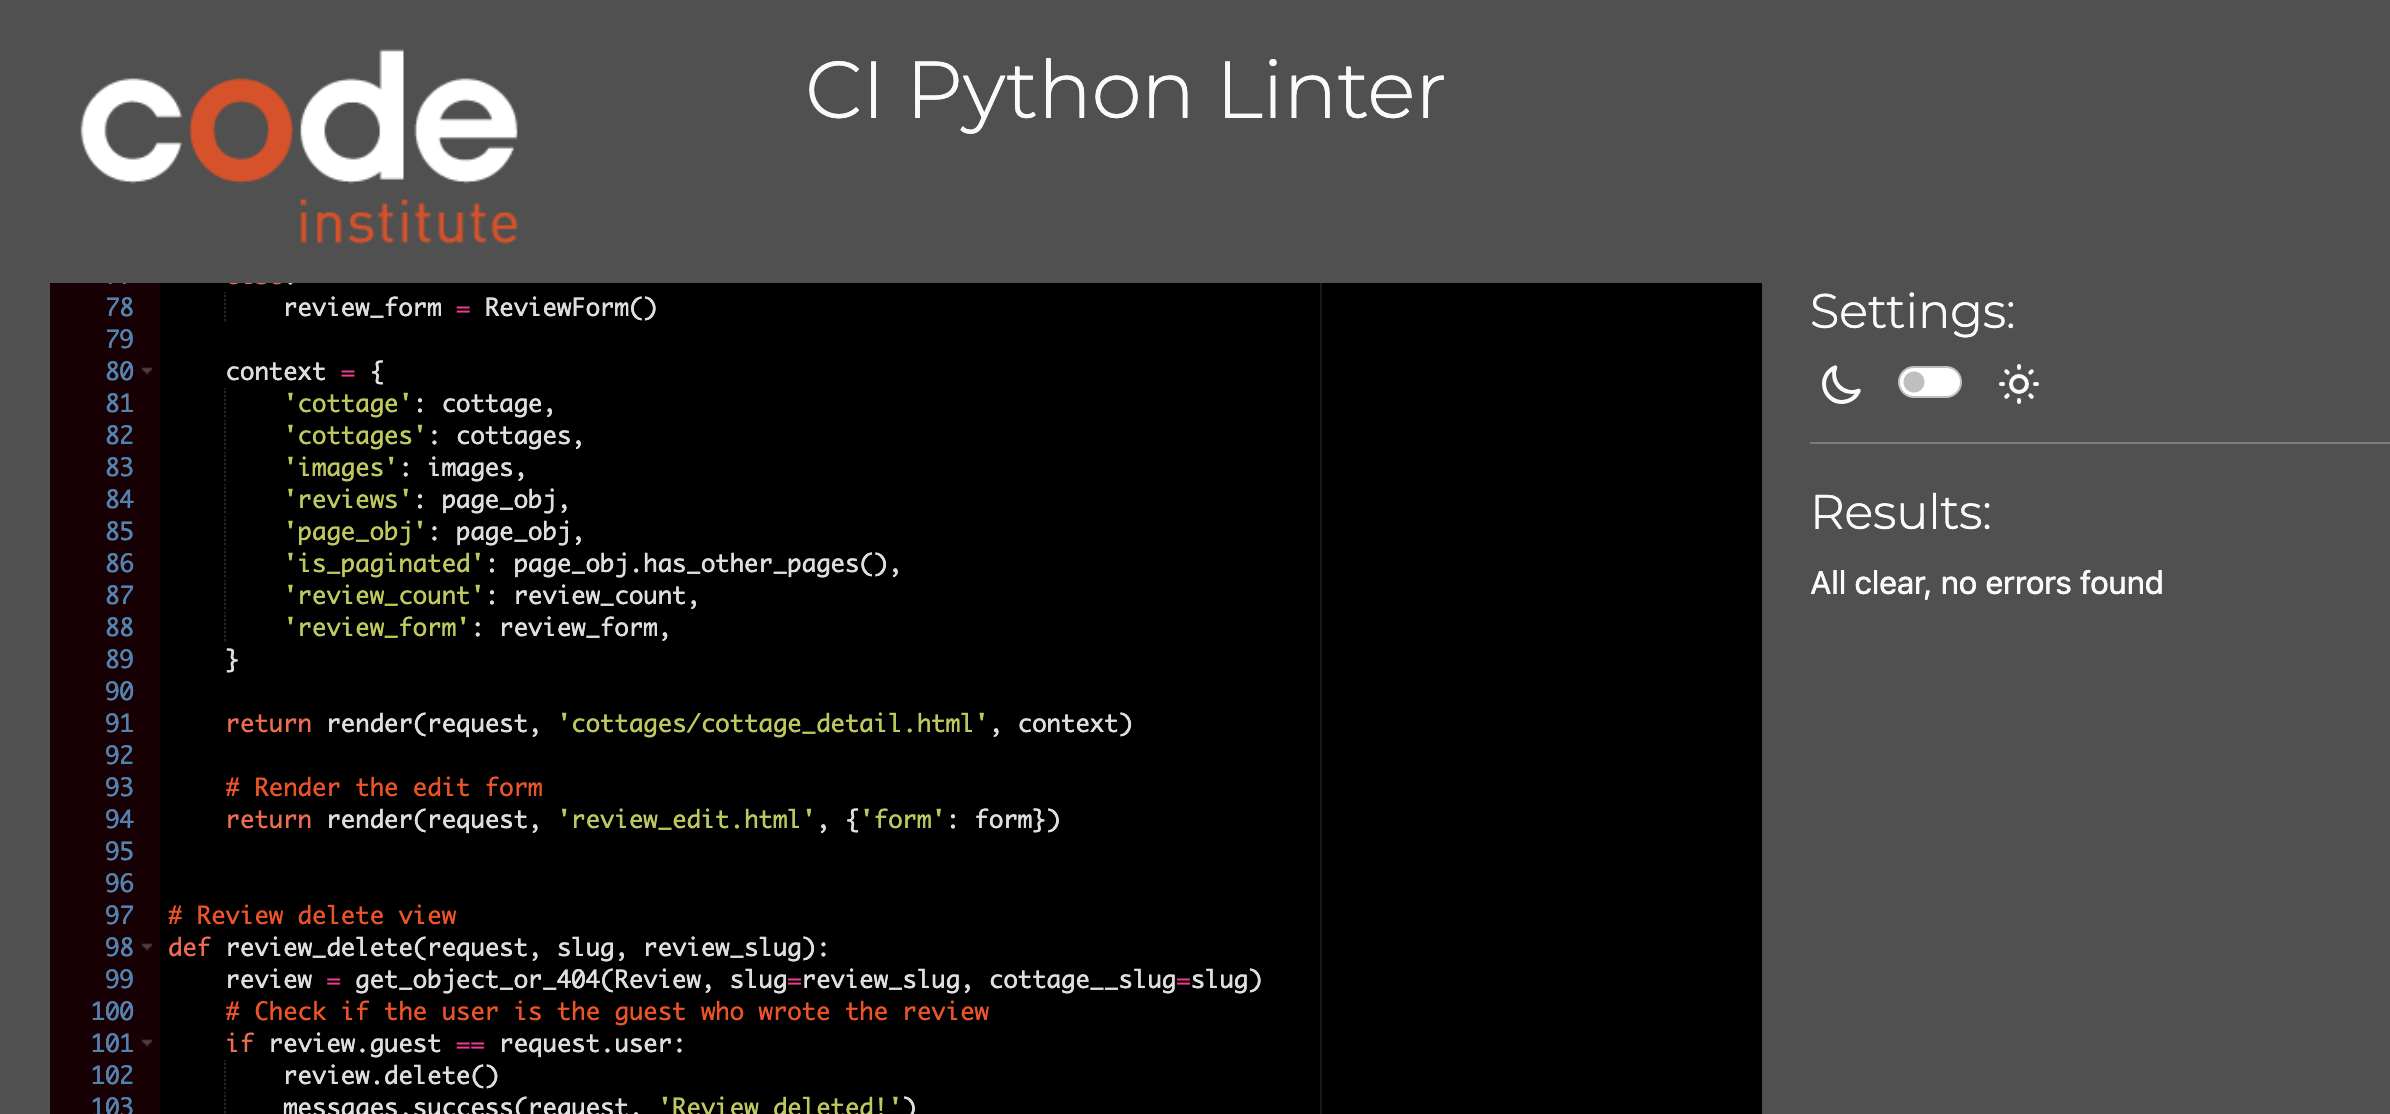 code
institute
CI Python Linter
78 review_form = ReviewForm()
79
80 context = {
81 'cottage': cottage,
82 'cottages': cottages,
83 'images': images,
84 'reviews': page_obj,
85 'page_obj': page_obj,
86 'is_paginated': page_obj.has_other_pages(),
87 'review_count': review_count,
88 'review_form': review_form,
89 }
90
91 return render(request, 'cottages/cottage_detail.html', context)
92
93 # Render the edit form
94 return render(request, 'review_edit.html', {'form': form})
95
96
97 # Review delete view
98 def review_delete(request, slug, review_slug):
99 review = get_object_or_404(Review, slug=review_slug, cottage__slug=slug)
100 # Check if the user is the guest who wrote the review
101 if review.guest == request.user:
102 review.delete()
103 messages.success(request, 'Review deleted!')
Settings:
Results:
All clear, no errors found